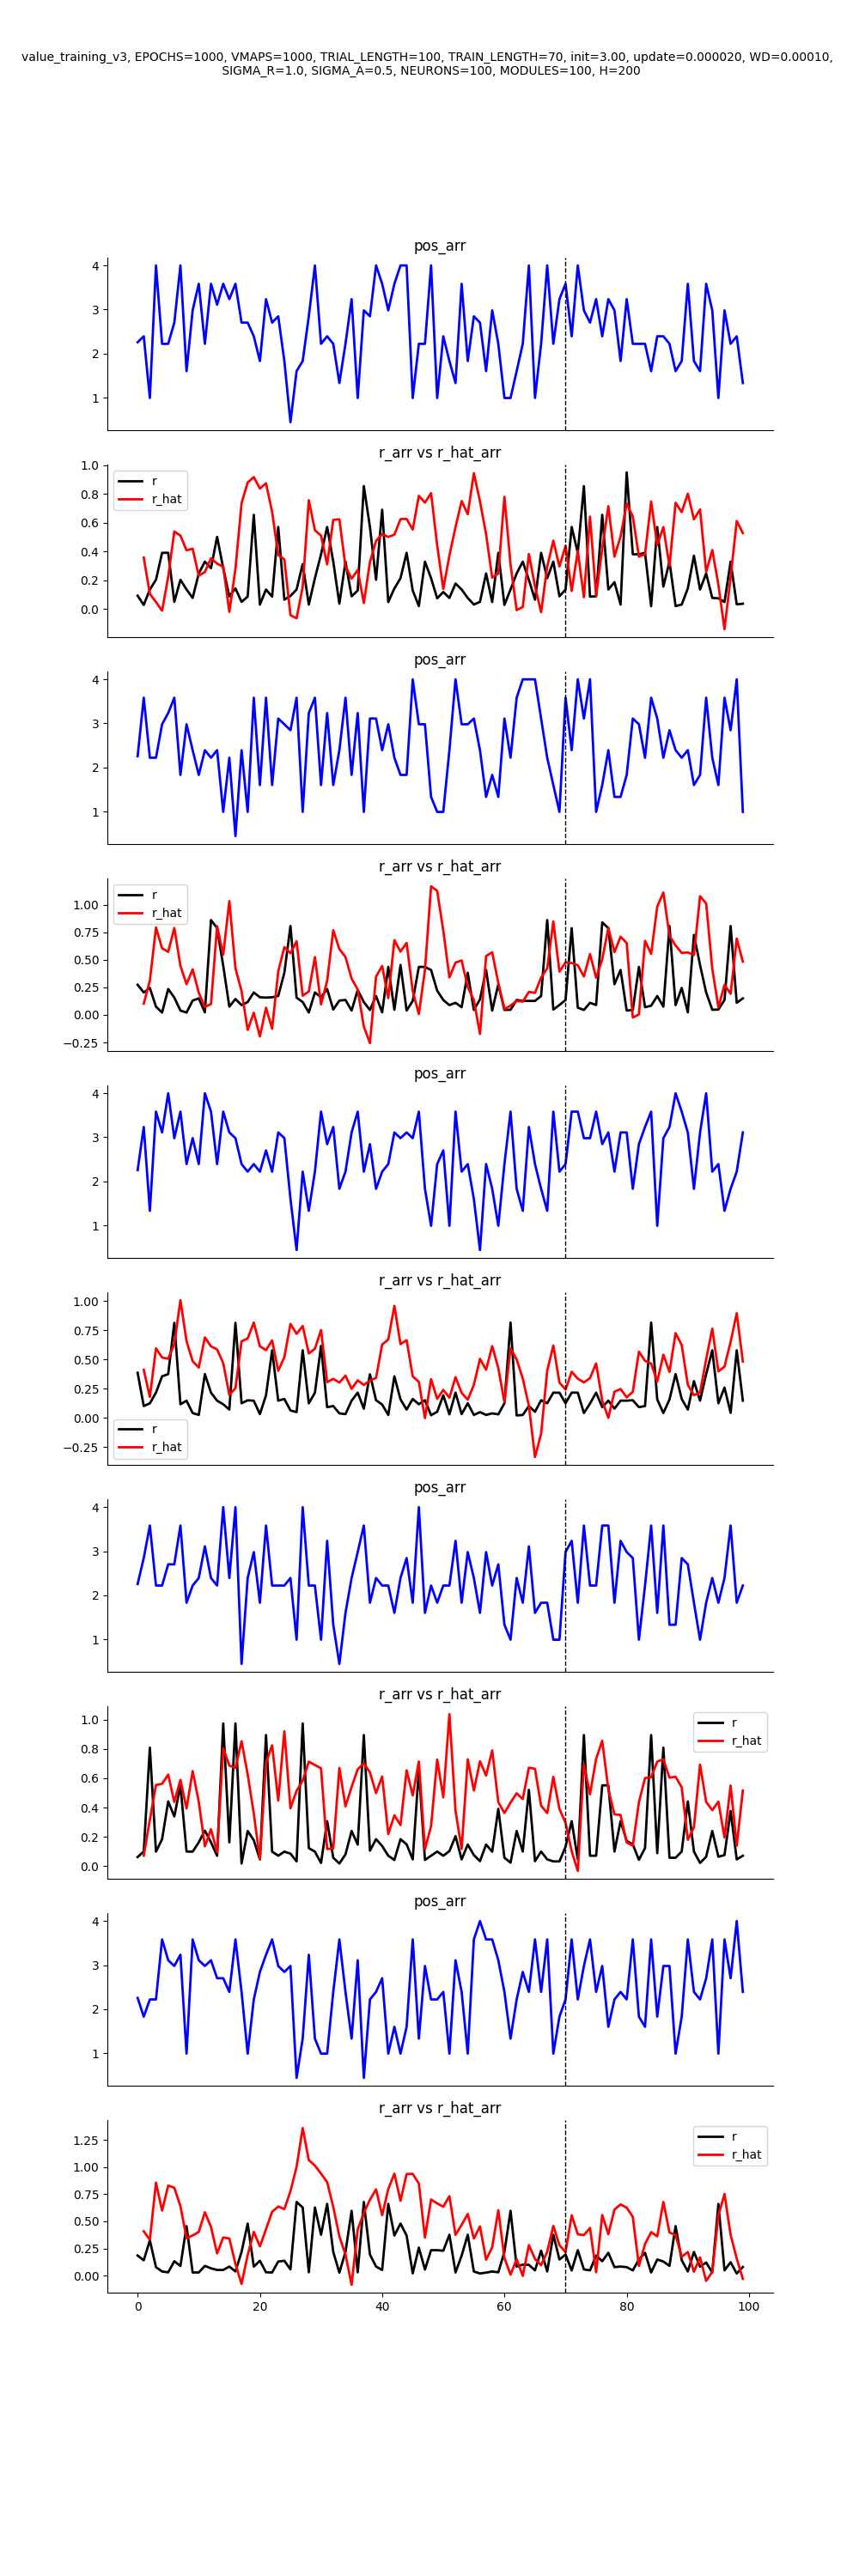 value_training_v3, EPOCHS=1000, VMAPS=1000, TRIAL_LENGTH=100, TRAIN_LENGTH=70, init=3.00, update=0.000020, WD=0.00010,
SIGMA_R=1.0, SIGMA_A=0.5, NEURONS=100, MODULES=100, H=200
pos_arr
4
3
2
1
r_arr vs r_hat_arr
1.0
0.8
0.6
0.4
0.2
0.0
r
r_hat
pos_arr
4
3
2
1
r_arr vs r_hat_arr
1.00
0.75
0.50
0.25
0.00
−0.25
r
r_hat
pos_arr
4
3
2
1
r_arr vs r_hat_arr
1.00
0.75
0.50
0.25
0.00
−0.25
r
r_hat
pos_arr
4
3
2
1
r_arr vs r_hat_arr
1.0
0.8
0.6
0.4
0.2
0.0
r
r_hat
pos_arr
4
3
2
1
r_arr vs r_hat_arr
1.25
1.00
0.75
0.50
0.25
0.00
r
r_hat
0 20 40 60 80 100